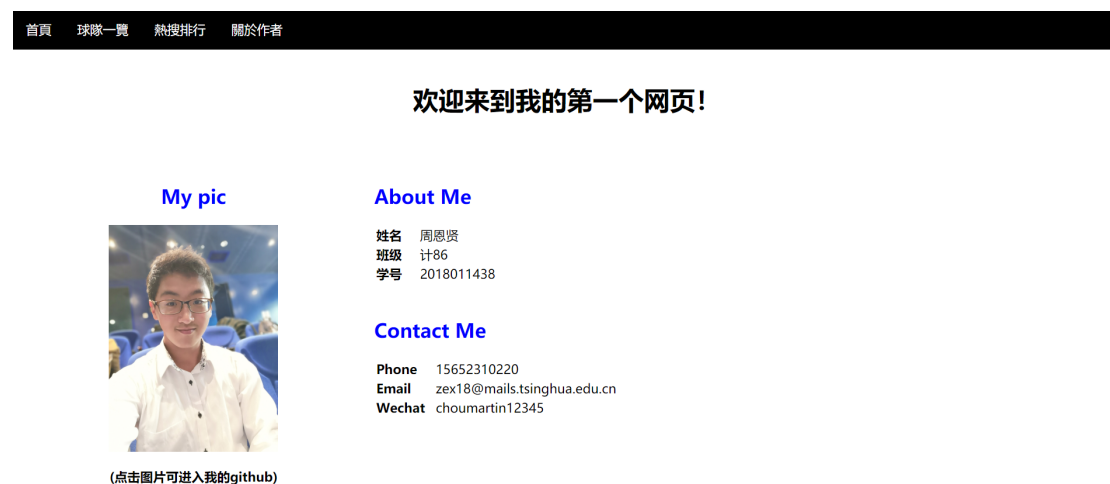 首頁 球隊一覽 熱搜排行 關於作者
欢迎来到我的第一个网页！
My pic
(点击图片可进入我的github)
About Me
姓名 周恩贤
班级 计86
学号 2018011438
Contact Me
Phone 15652310220
Email zex18@mails.tsinghua.edu.cn
Wechat choumartin12345